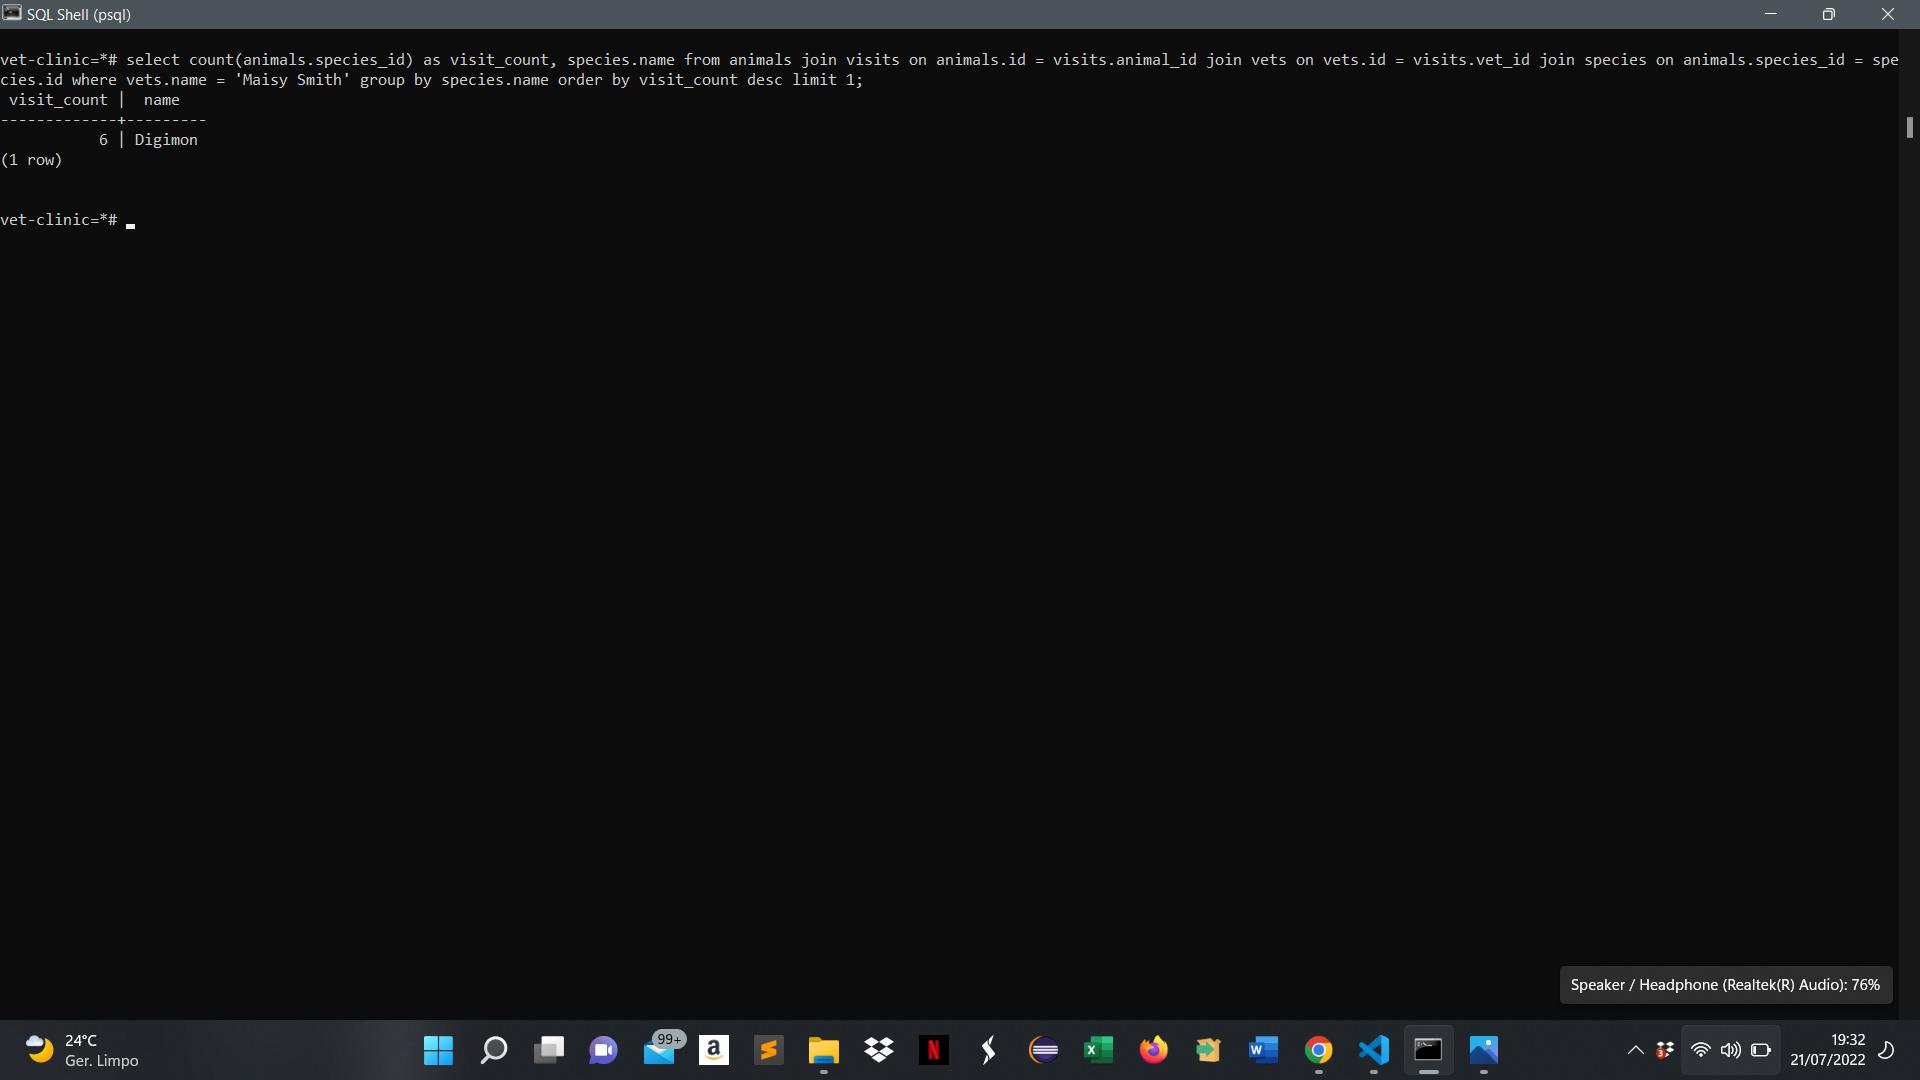 SQL Shell (psql)
vet-clinic=*# select count(animals.species_id) as visit_count, species.name from animals join visits on animals.id = visits.animal_id join vets on vets.id = visits.vet_id join species on animals.species_id = spe
cies.id where vets.name = 'Maisy Smith' group by species.name order by visit_count desc limit 1;
visit_count | name
-------------+---------
6 | Digimon
(1 row)
vet-clinic=*#
Speaker / Headphone (Realtek(R) Audio): 76%
24°C
Ger. Limpo
99+
a
N
X
W
3
19:32
21/07/2022